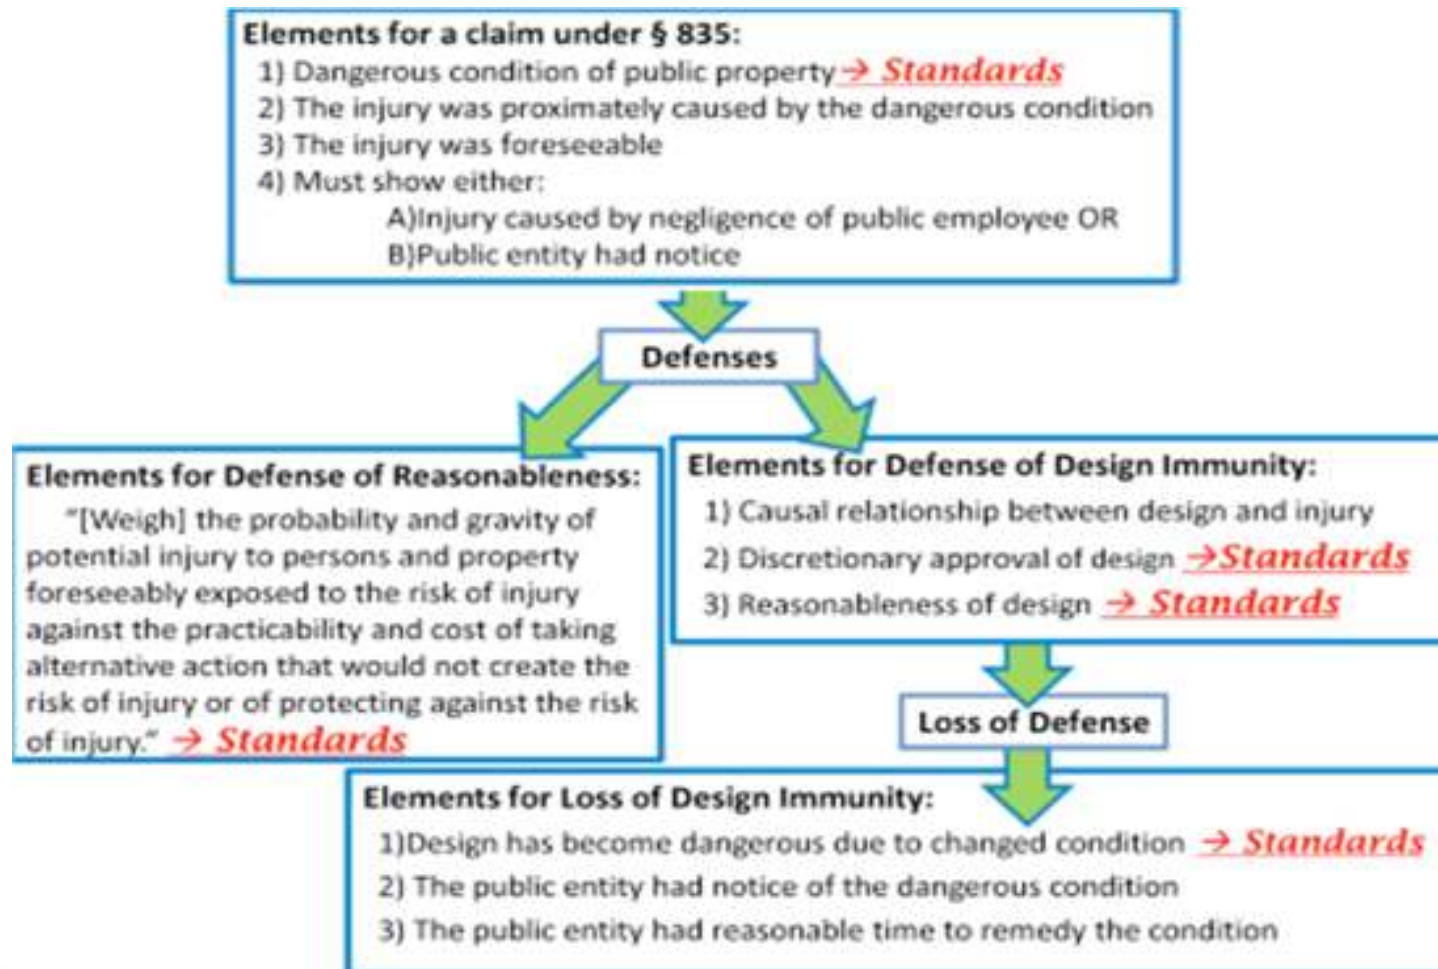 Elements for a claim under § 835:
1) Dangerous condition of public property → Standards
2) The injury was proximately caused by the dangerous condition
3) The injury was foreseeable
4) Must show either:
A)Injury caused by negligence of public employee OR
B)Public entity had notice
Defenses
Elements for Defense of Reasonableness:
"[Weigh] the probability and gravity of
potential injury to persons and property
foreseeably exposed to the risk of injury
against the practicability and cost of taking
alternative action that would not create the
risk of injury or of protecting against the risk
of injury." → Standards
Elements for Defense of Design Immunity:
1) Causal relationship between design and injury
2) Discretionary approval of design →Standards
3) Reasonableness of design → Standards
Loss of Defense
Elements for Loss of Design Immunity:
1)Design has become dangerous due to changed condition → Standards
2) The public entity had notice of the dangerous condition
3) The public entity had reasonable time to remedy the condition